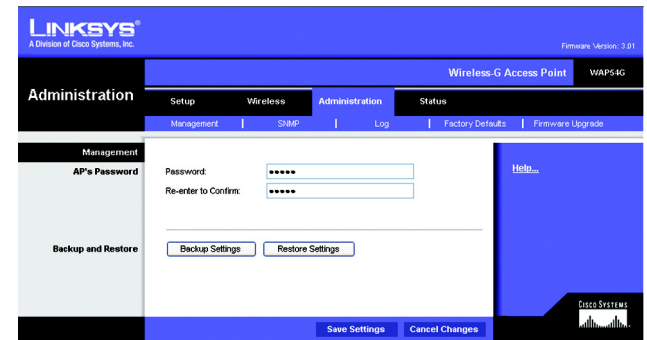 LINKSYS®
A Division of Cisco Systems, Inc.
Firmware Version: 3.01
Wireless-G Access Point WAP54G
Administration
Setup Wireless Administration Status
Management | SNMP | Log | Factory Defaults | Firmware Upgrade
Management
AP's Password
Password: •••••
Re-enter to Confirm: •••••
Help...
Backup and Restore
Backup Settings Restore Settings
CISCO SYSTEMS
Save Settings Cancel Changes